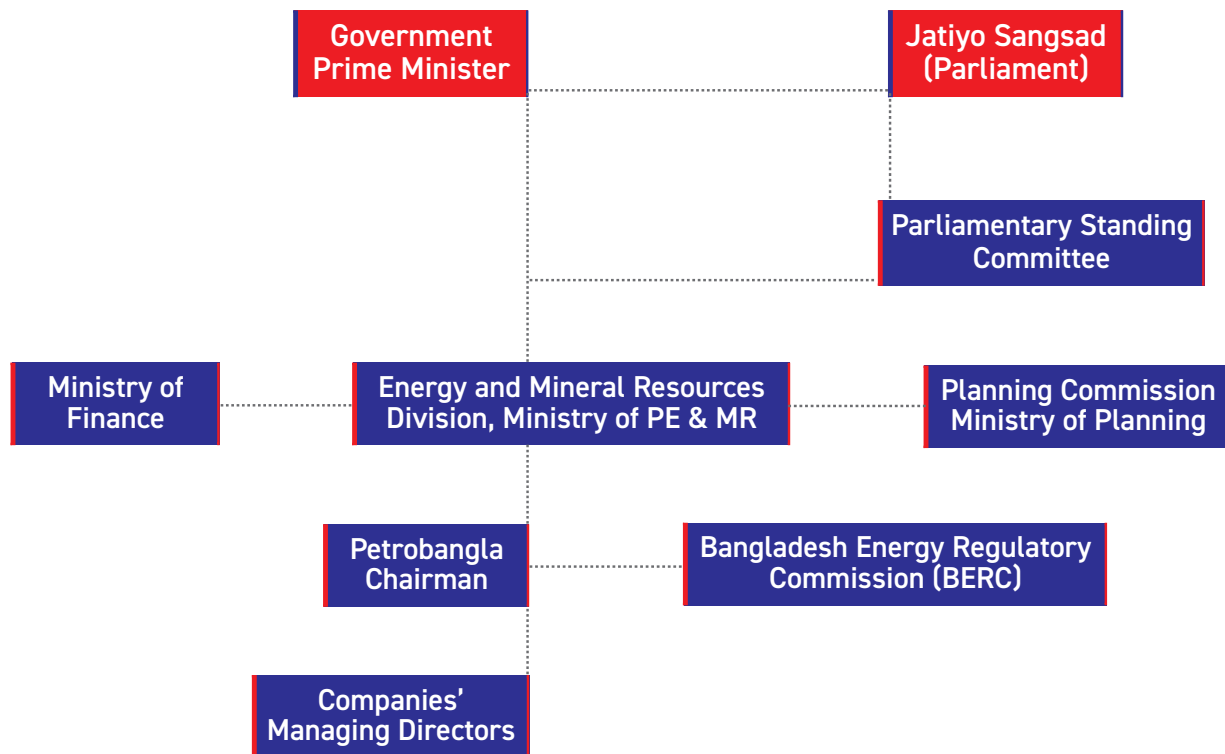 Government
Prime Minister
Jatiyo Sangsad
(Parliament)
Parliamentary Standing
Committee
Ministry of
Finance
Energy and Mineral Resources
Division, Ministry of PE & MR
Planning Commission
Ministry of Planning
Petrobangla
Chairman
Bangladesh Energy Regulatory
Commission (BERC)
Companies’
Managing Directors